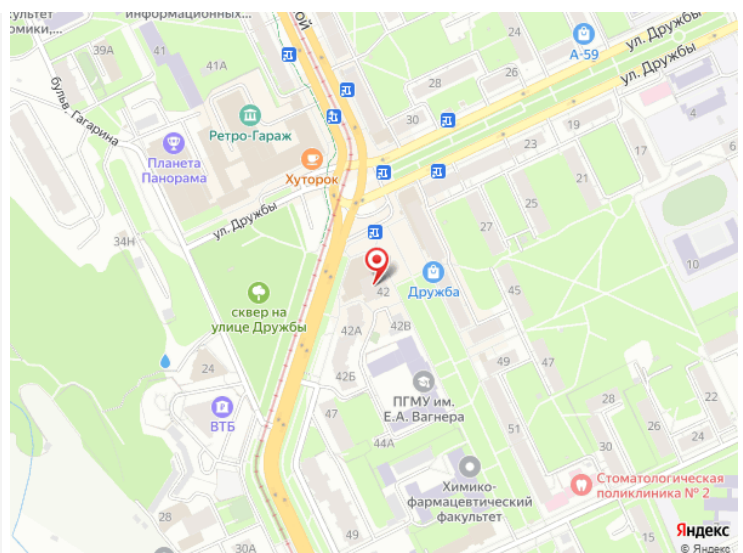 культет
омики,...
информационных...
ОЙ
39А
41
41А
бульв. Гагарина
28
24
26
А-59
ул. Дружбы
ул. Дружбы
30
4
6
19
23
17
Ретро-Гараж
Планета
Панорама
Хуторок
ул. Дружбы
34Н
27
25
10
сквер на
улице Дружбы
42
Дружба
45
42А
42В
24
42Б
49
47
ВТБ
47
ПГМУ им.
Е.А. Вагнера
44А
51
49
22
24
26
Химико-
фармацевтический
факультет
Стоматологическая
поликлиника № 2
28
30А
30
Яндекс
© Яндекс